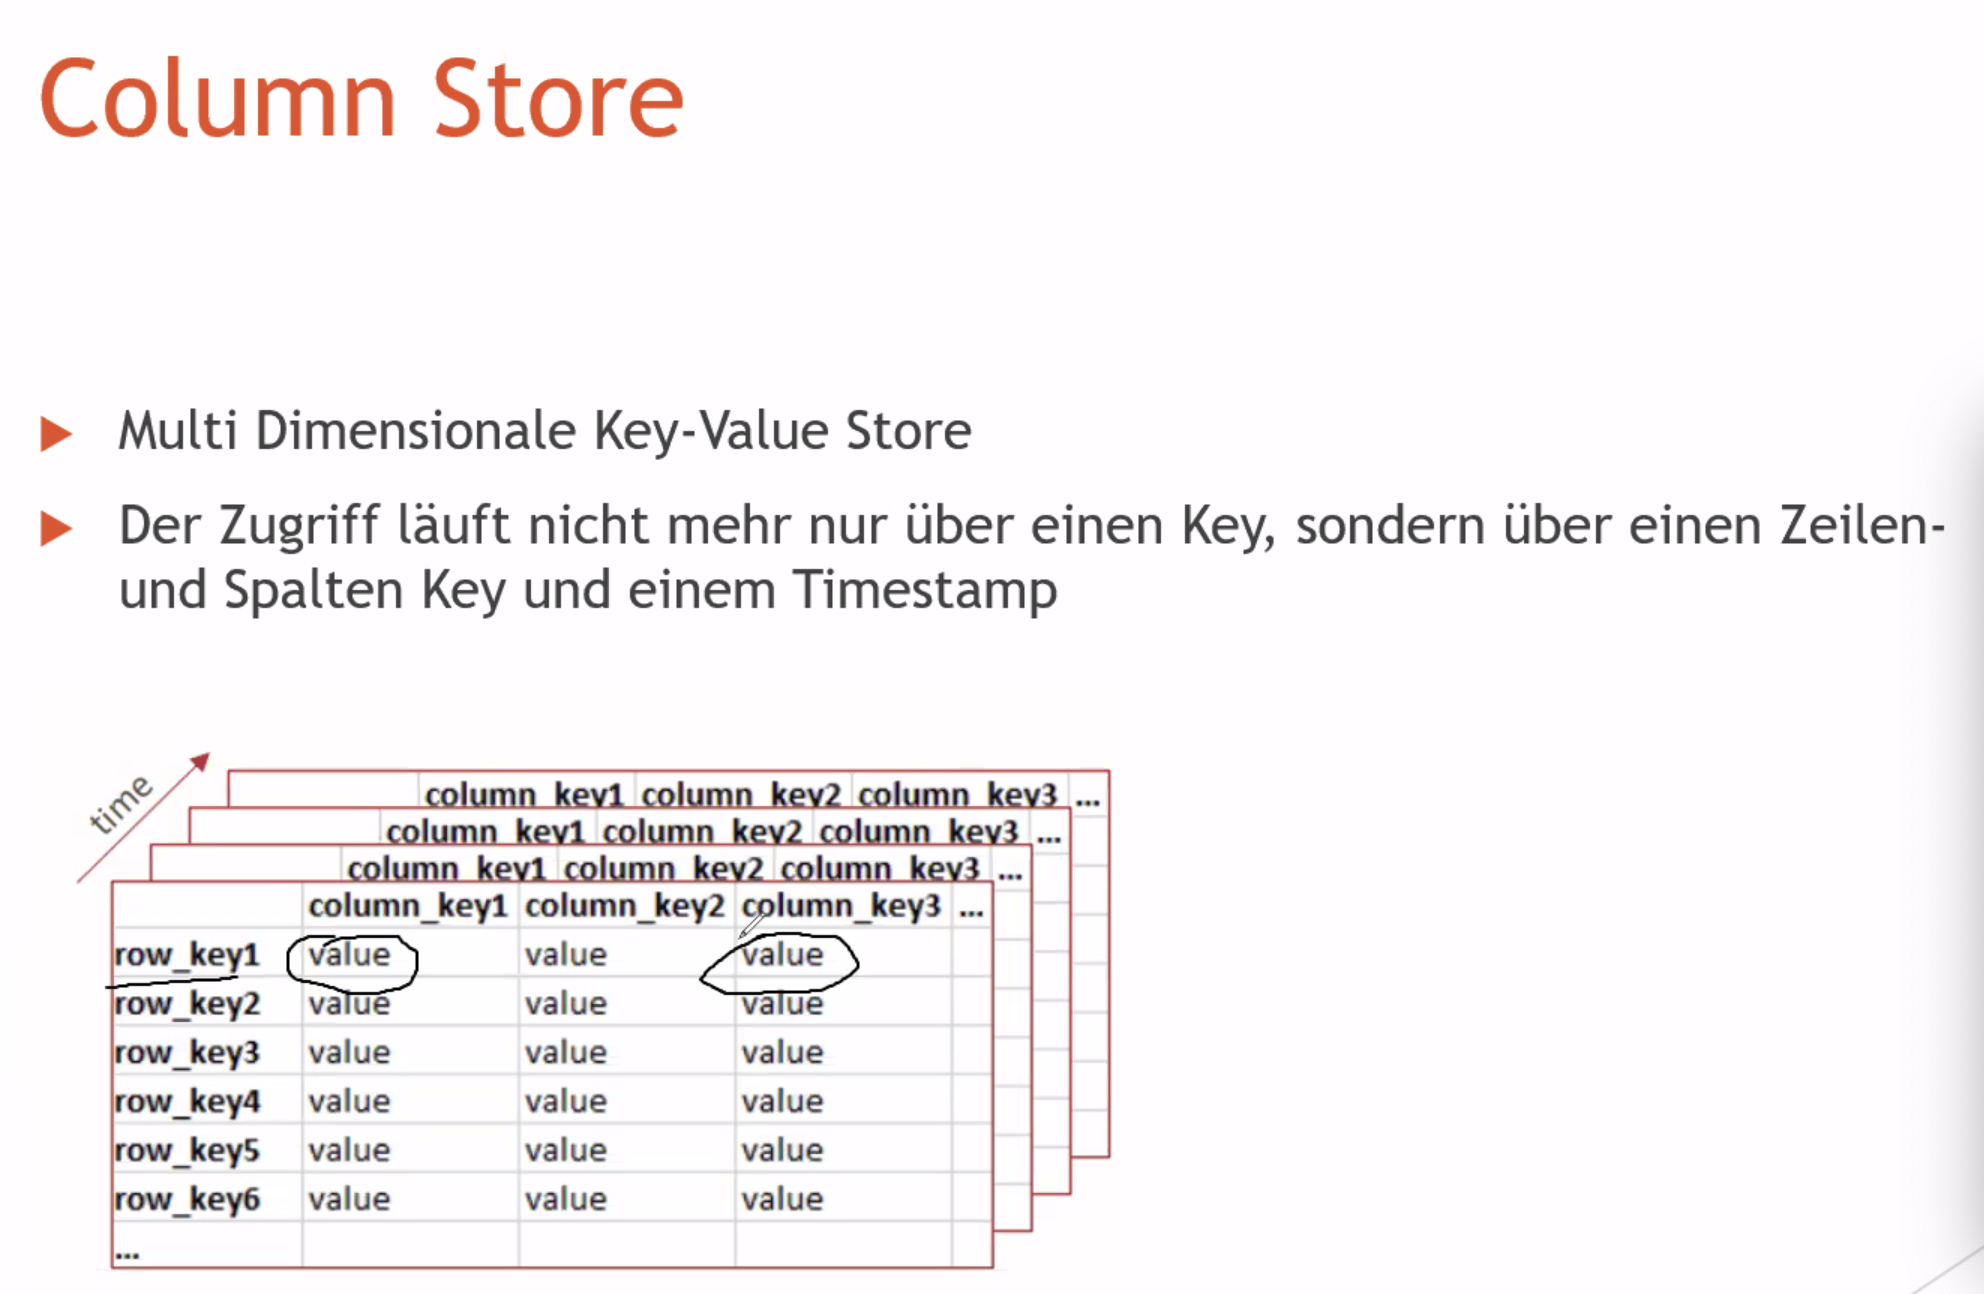 Column Store
Multi Dimensionale Key-Value Store
Der Zugriff läuft nicht mehr nur über einen Key, sondern über einen Zeilen-
und Spalten Key und einem Timestamp
time
column_key1 column_key2 column_key3 ...
column_key1 column_key2 column_key3 ...
column_key1 column_key2 column_key3 ...
column_key1 column_key2 column_key3 ...
row_key1 value value value
row_key2 value value value
row_key3 value value value
row_key4 value value value
row_key5 value value value
row_key6 value value value
...